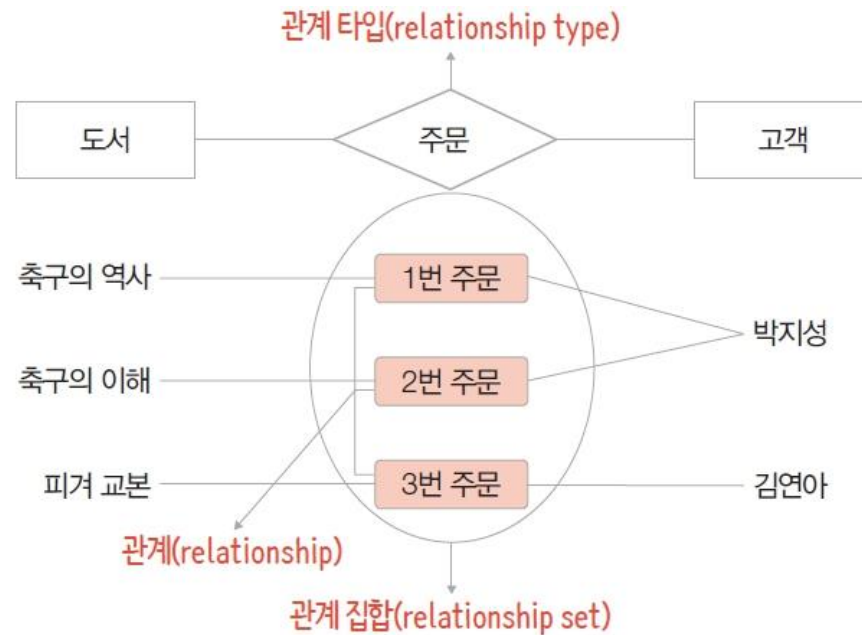 관계 타입(relationship type)
도서
주문
고객
축구의 역사
1번 주문
박지성
축구의 이해
2번 주문
피겨 교본
3번 주문
김연아
관계(relationship)
관계 집합(relationship set)